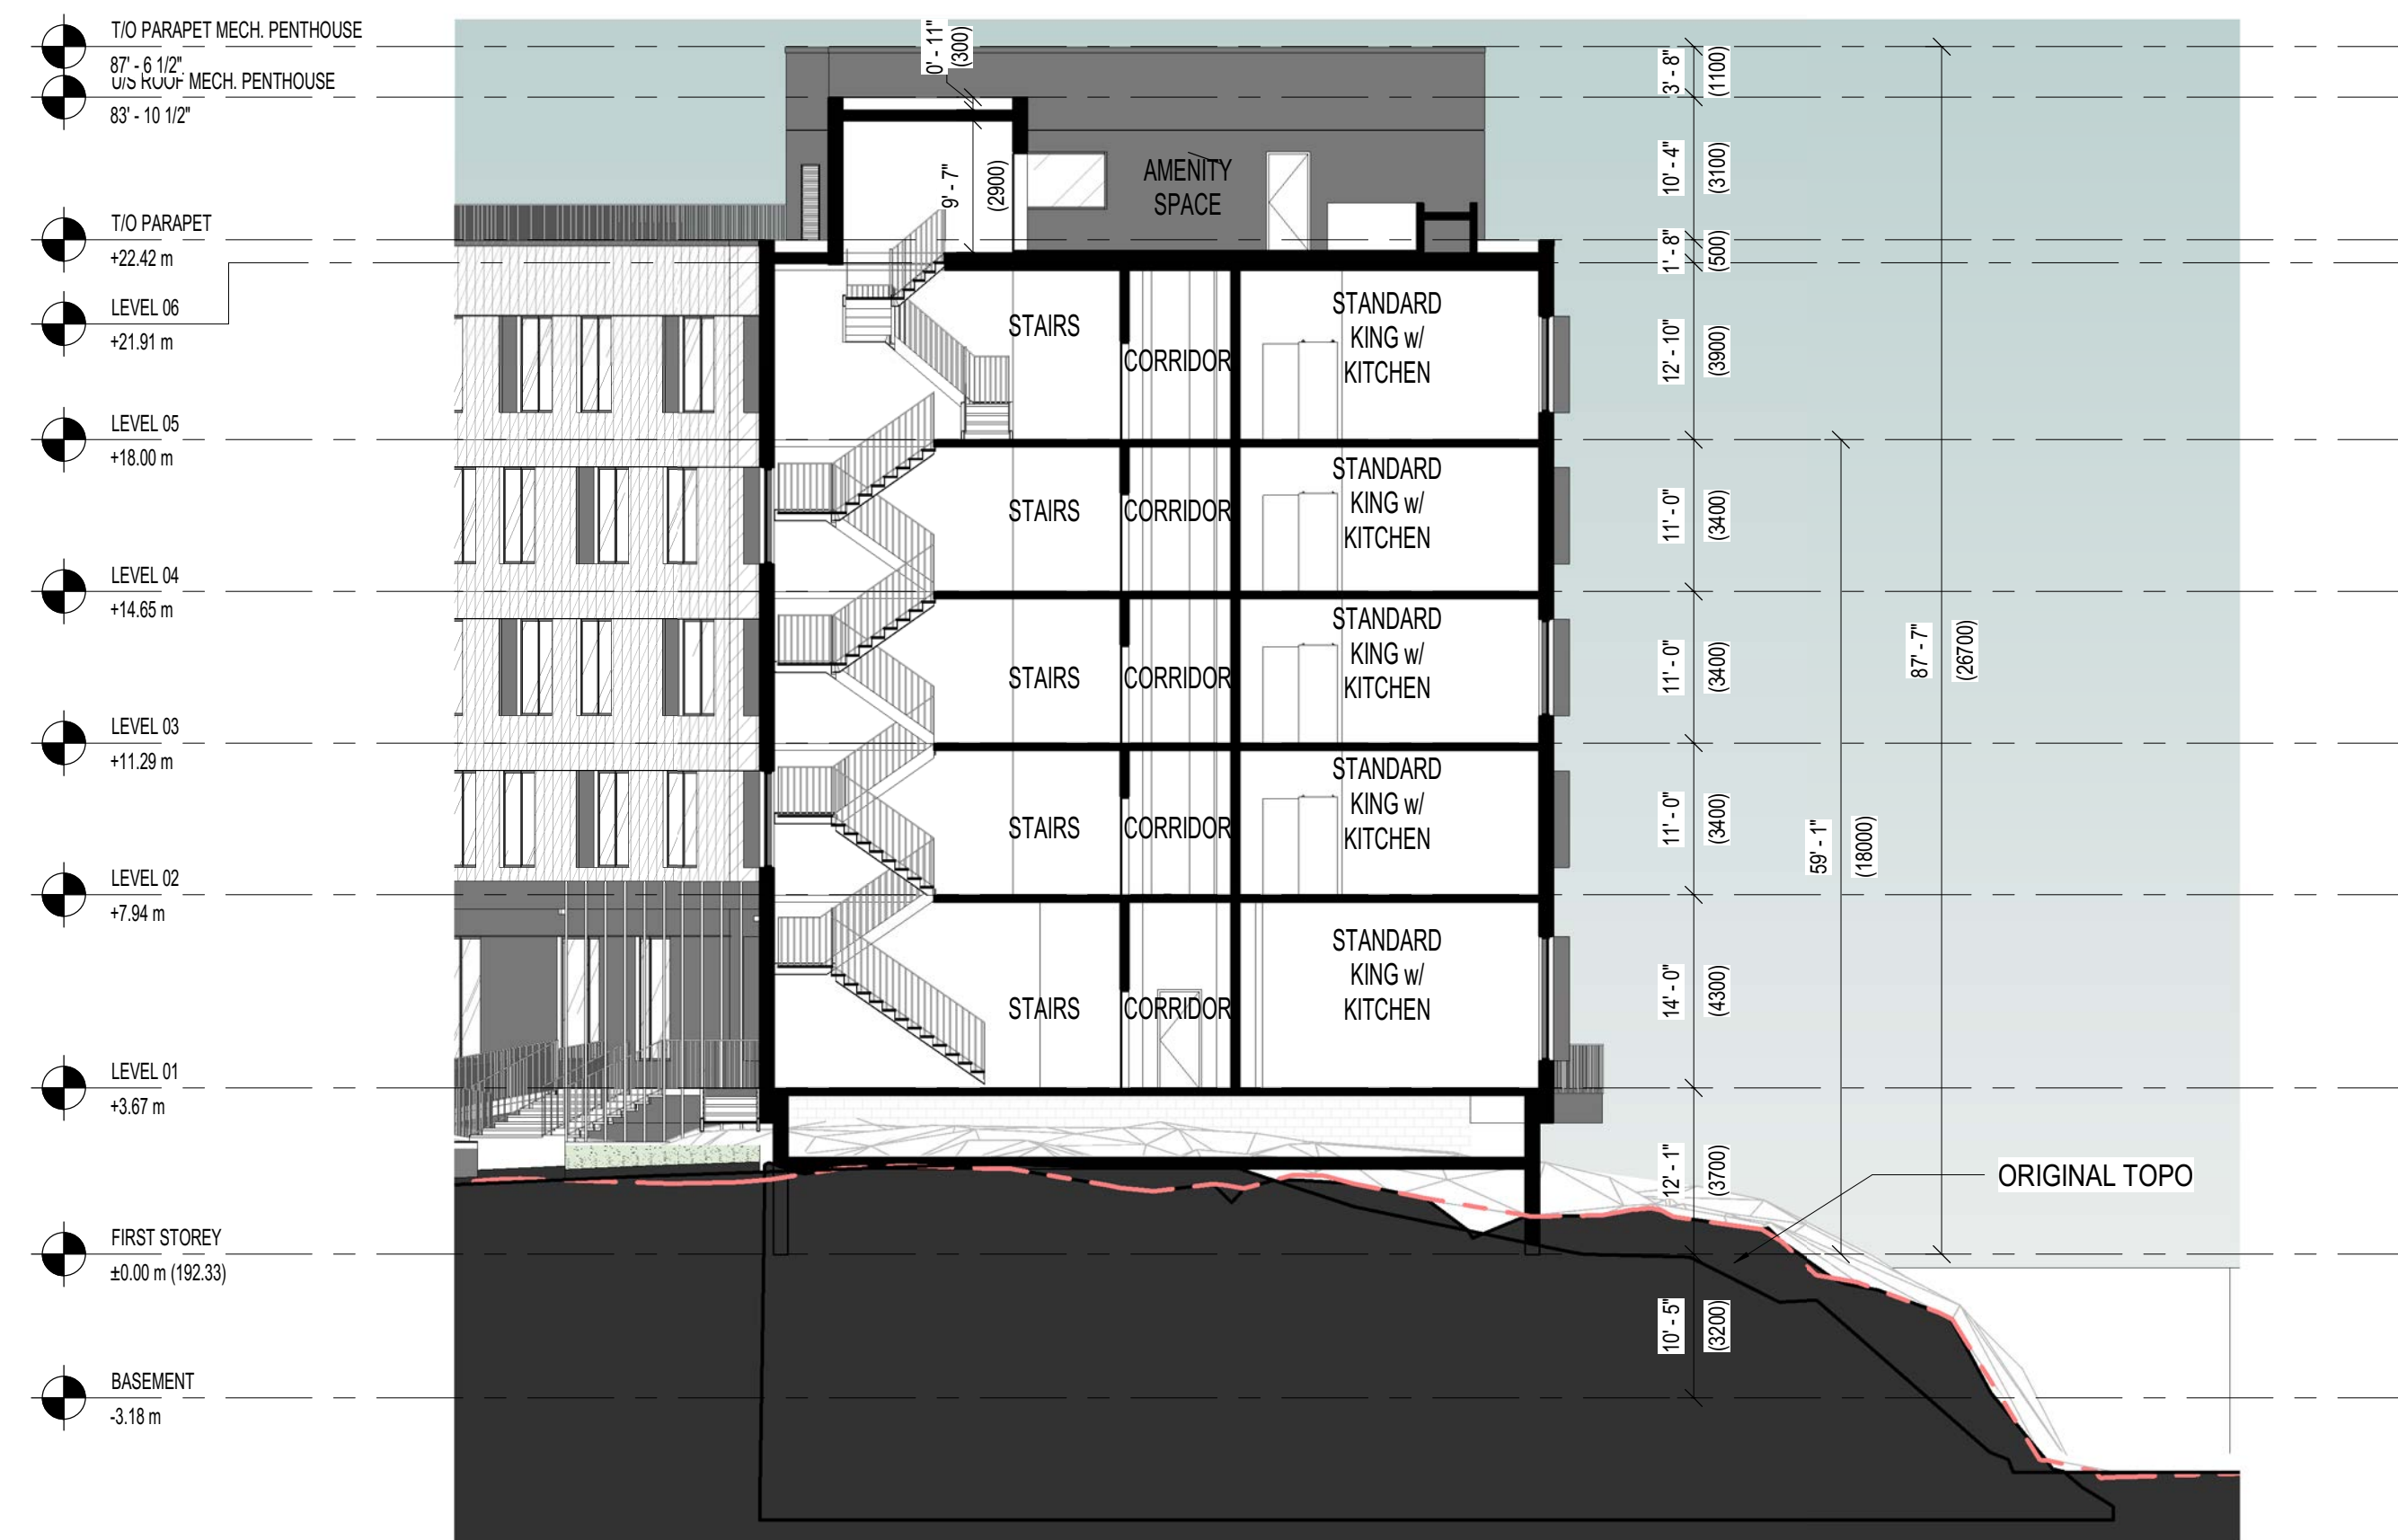 T/O PARAPET MECH. PENTHOUSE
87' - 6 1/2"
U/S ROOF MECH. PENTHOUSE
83' - 10 1/2"
T/O PARAPET
+22.42 m
LEVEL 06
+21.91 m
LEVEL 05
+18.00 m
LEVEL 04
+14.65 m
LEVEL 03
+11.29 m
LEVEL 02
+7.94 m
LEVEL 01
+3.67 m
FIRST STOREY
±0.00 m (192.33)
BASEMENT
-3.18 m
0' - 11"
(300)
9' - 7"
(2900)
AMENITY
SPACE
STAIRS
CORRIDOR
STANDARD
KING w/
KITCHEN
STAIRS
CORRIDOR
STANDARD
KING w/
KITCHEN
STAIRS
CORRIDOR
STANDARD
KING w/
KITCHEN
STAIRS
CORRIDOR
STANDARD
KING w/
KITCHEN
STAIRS
CORRIDOR
STANDARD
KING w/
KITCHEN
3' - 8"
(1100)
10' - 4"
(3100)
1' - 8"
(500)
12' - 10"
(3900)
11' - 0"
(3400)
11' - 0"
(3400)
11' - 0"
(3400)
14' - 0"
(4300)
12' - 1"
(3700)
10' - 5"
(3200)
59' - 1"
(18000)
87' - 7"
(26700)
ORIGINAL TOPO